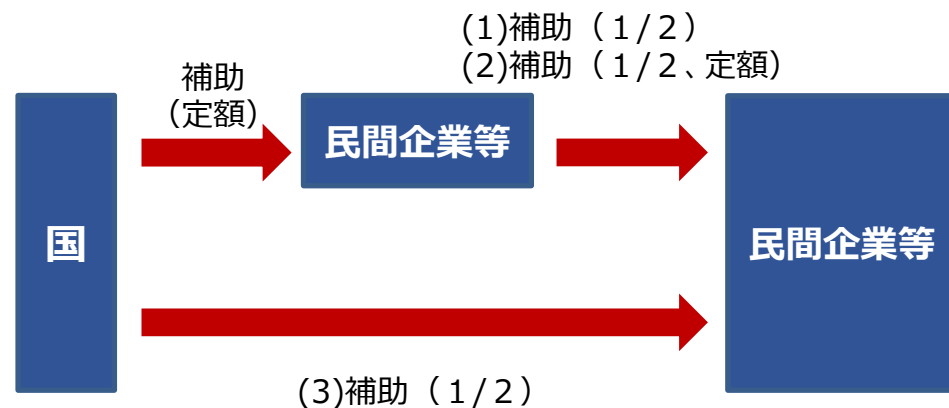 (1)補助（１/２）
(2)補助（１/２、定額）
補助
（定額）
民間企業等
国
民間企業等
(3)補助（１/２）